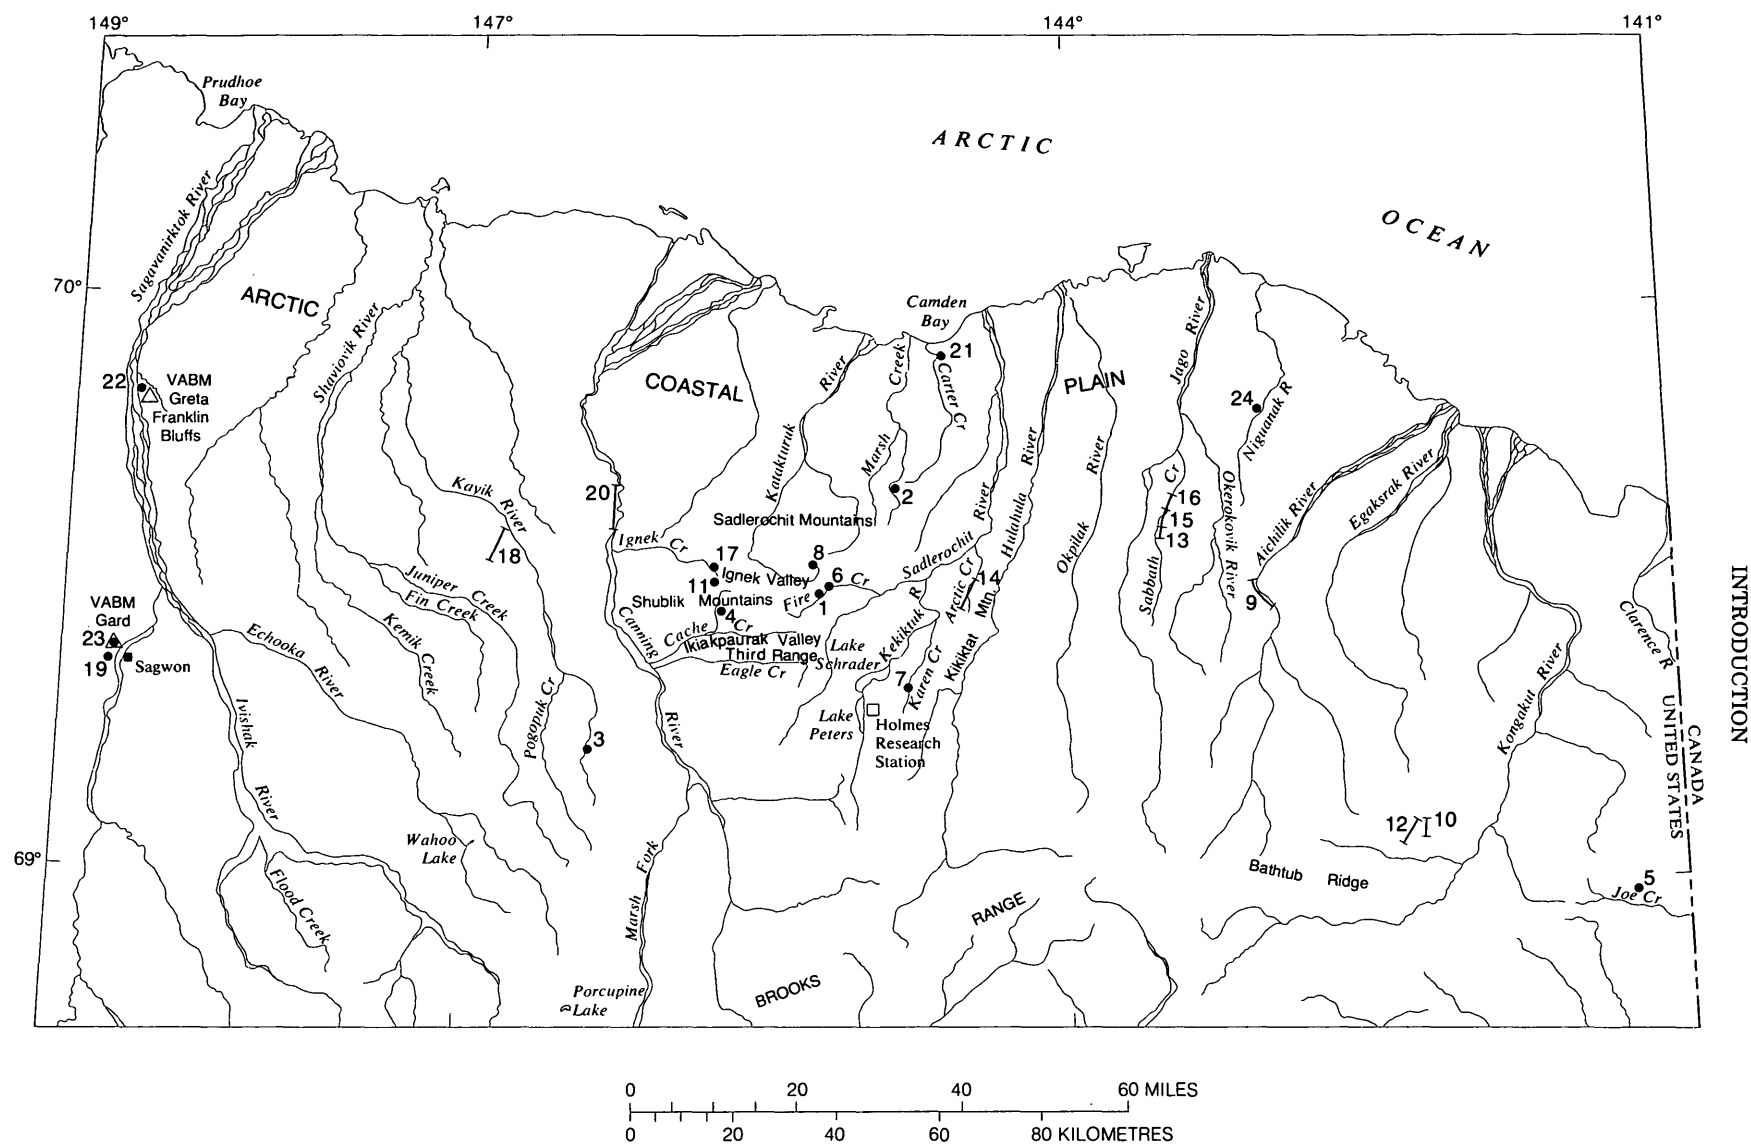 149°
147°
144°
141°
Prudhoe
Bay
ARCTIC
OCEAN
Sagavanirktok River
70°
ARCTIC
Shaviovik River
Camden
Bay
River
Creek
21
Carter Cr
Jago River
22
VABM
Greta
Franklin
Bluffs
COASTAL
PLAIN
24
Niguanak R
Katakturuk
Marsh
River
River
Kavik River
20
2
Sadlerochit Mountains
River
Hulahula
Okpilak
Cr
16
15
13
Okerokovik River
Aichilik River
Egaksrak River
18
Ignek Cr
17
8
Ignek Valley
11
6
Cr
Sadlerochit
Arctic Cr
14
Juniper Creek
Fin Creek
Shublik Mountains
Fire
1
R
Mtn.
Sabbath
9
VABM
Gard
23
19
Sagwon
Echooka
River
Kemik
Creek
Canning
4
Cache Cr
Ikiakpaurak Valley
Third Range
Eagle Cr
Lake
Schrader
Kekiktuk
Kikiktat
Clarence R
7
Karen Cr
Ivishak
River
Pogopuk Cr
3
River
Lake
Peters
Holmes
Research
Station
Kongakut River
CANADA
UNITED STATES
69°
Wahoo
Lake
Flood Creek
Marsh Fork
12
10
Bathtub Ridge
5
Joe Cr
RANGE
BROOKS
Porcupine
Lake
INTRODUCTION
0 20 40 60 MILES
0 20 40 60 80 KILOMETRES